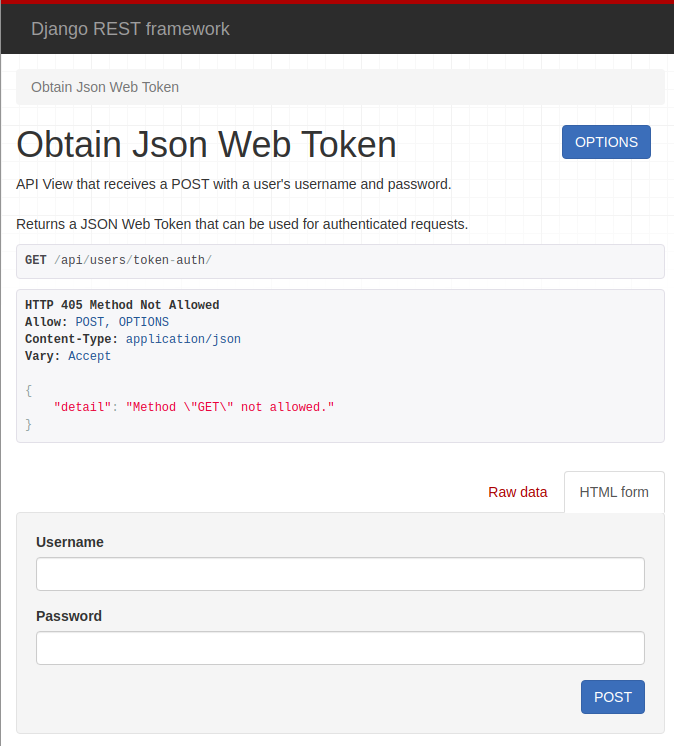 Django REST framework
Obtain Json Web Token
Obtain Json Web Token
OPTIONS
API View that receives a POST with a user's username and password.
Returns a JSON Web Token that can be used for authenticated requests.
GET /api/users/token-auth/
HTTP 405 Method Not Allowed
Allow: POST, OPTIONS
Content-Type: application/json
Vary: Accept
{
    "detail": "Method \"GET\" not allowed."
}
Raw data
HTML form
Username
Password
POST